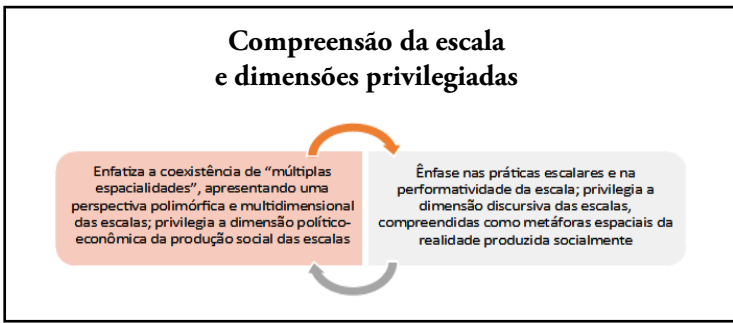 Compreensão da escala
e dimensões privilegiadas
Enfatiza a coexistência de “múltiplas
espacialidades”, apresentando uma
perspectiva polimórfica e multidimensional
das escalas; privilegia a dimensão político-
econômica da produção social das escalas
Ênfase nas práticas escalares e na
performatividade da escala; privilegia a
dimensão discursiva das escalas,
compreendidas como metáforas espaciais da
realidade produzida socialmente